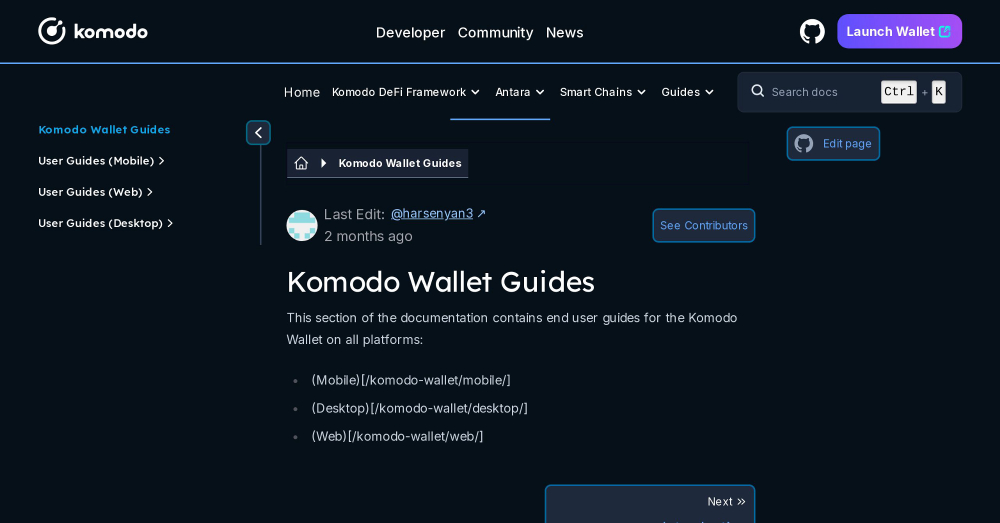 komodo
Developer Community News
Launch Wallet
Home Komodo DeFi Framework Antara Smart Chains Guides
Search docs Ctrl + K
Komodo Wallet Guides
User Guides (Mobile)
User Guides (Web)
User Guides (Desktop)
Komodo Wallet Guides
Edit page
Last Edit: @harsenyan3 ↗
2 months ago
See Contributors
Komodo Wallet Guides
This section of the documentation contains end user guides for the Komodo
Wallet on all platforms:
(Mobile)[/komodo-wallet/mobile/]
(Desktop)[/komodo-wallet/desktop/]
(Web)[/komodo-wallet/web/]
Next